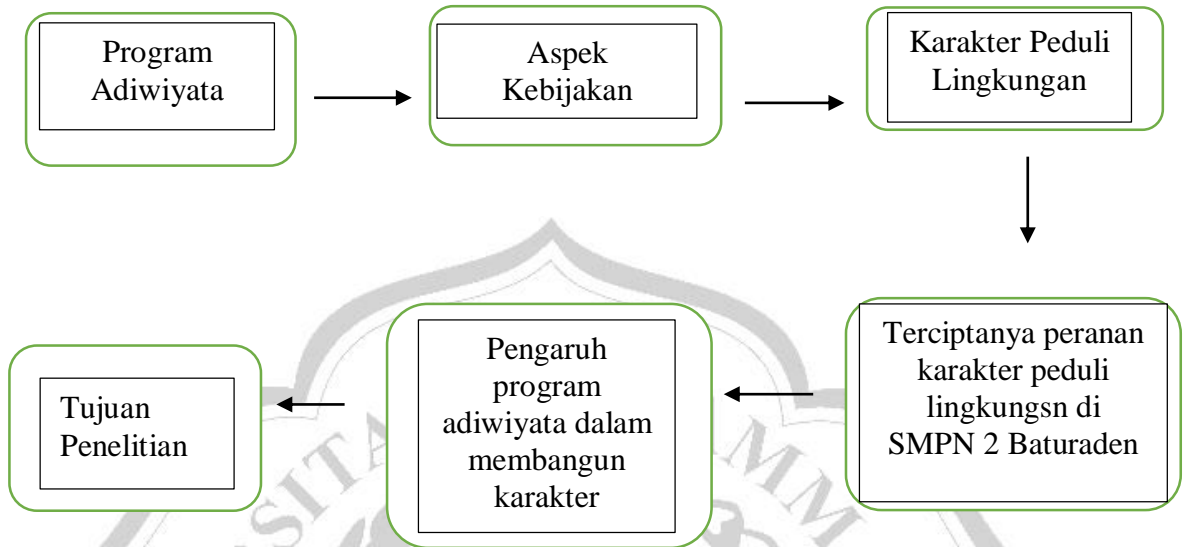 Program
Adiwiyata
Aspek
Kebijakan
Karakter Peduli
Lingkungan
Terciptanya peranan
karakter peduli
lingkungsn di
SMPN 2 Baturaden
Pengaruh
program
adiwiyata dalam
membangun
karakter
Tujuan
Penelitian